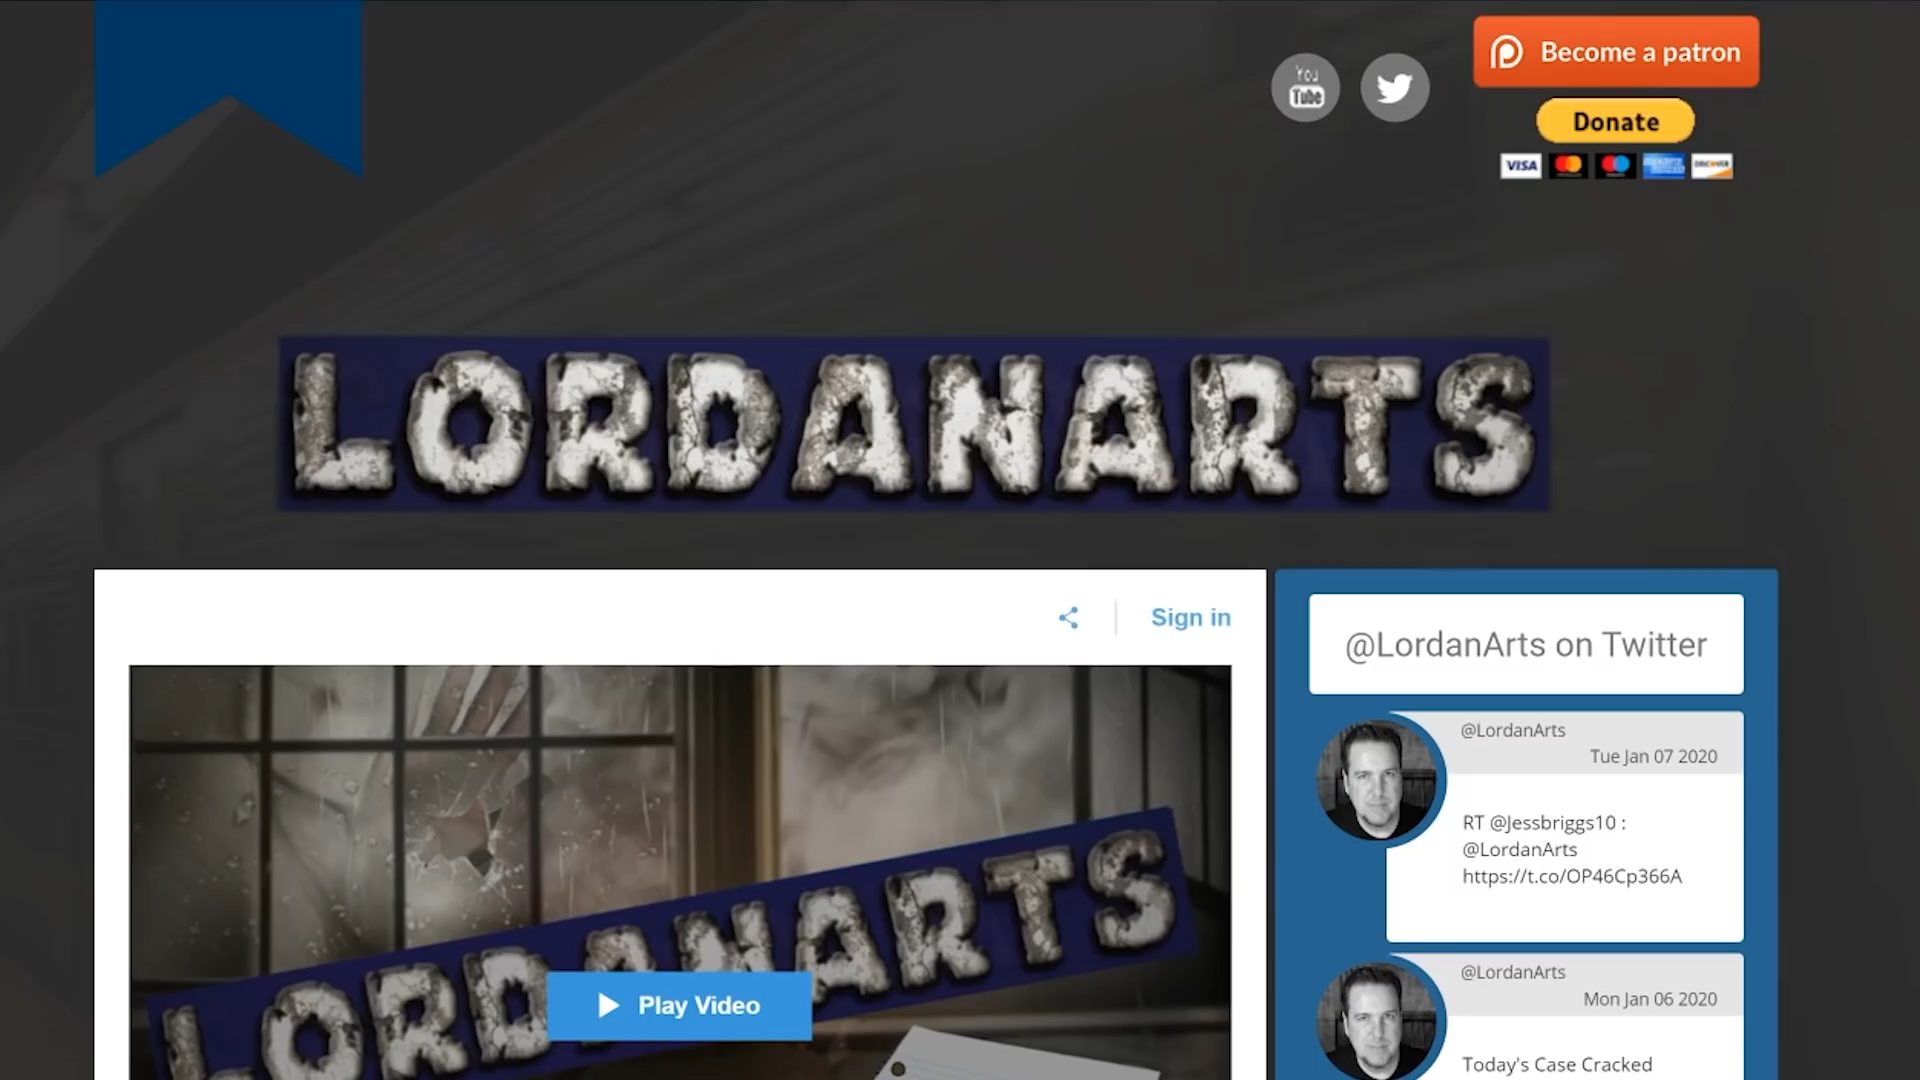 You
Tube
Become a patron
Donate
VISA
DISCOVER
LORDANARTS
Sign in
@LordanArts on Twitter
@LordanArts
Tue Jan 07 2020
RT @Jessbriggs10 :
@LordanArts
https://t.co/OP46Cp366A
LORDANARTS
Play Video
@LordanArts
Mon Jan 06 2020
Today's Case Cracked